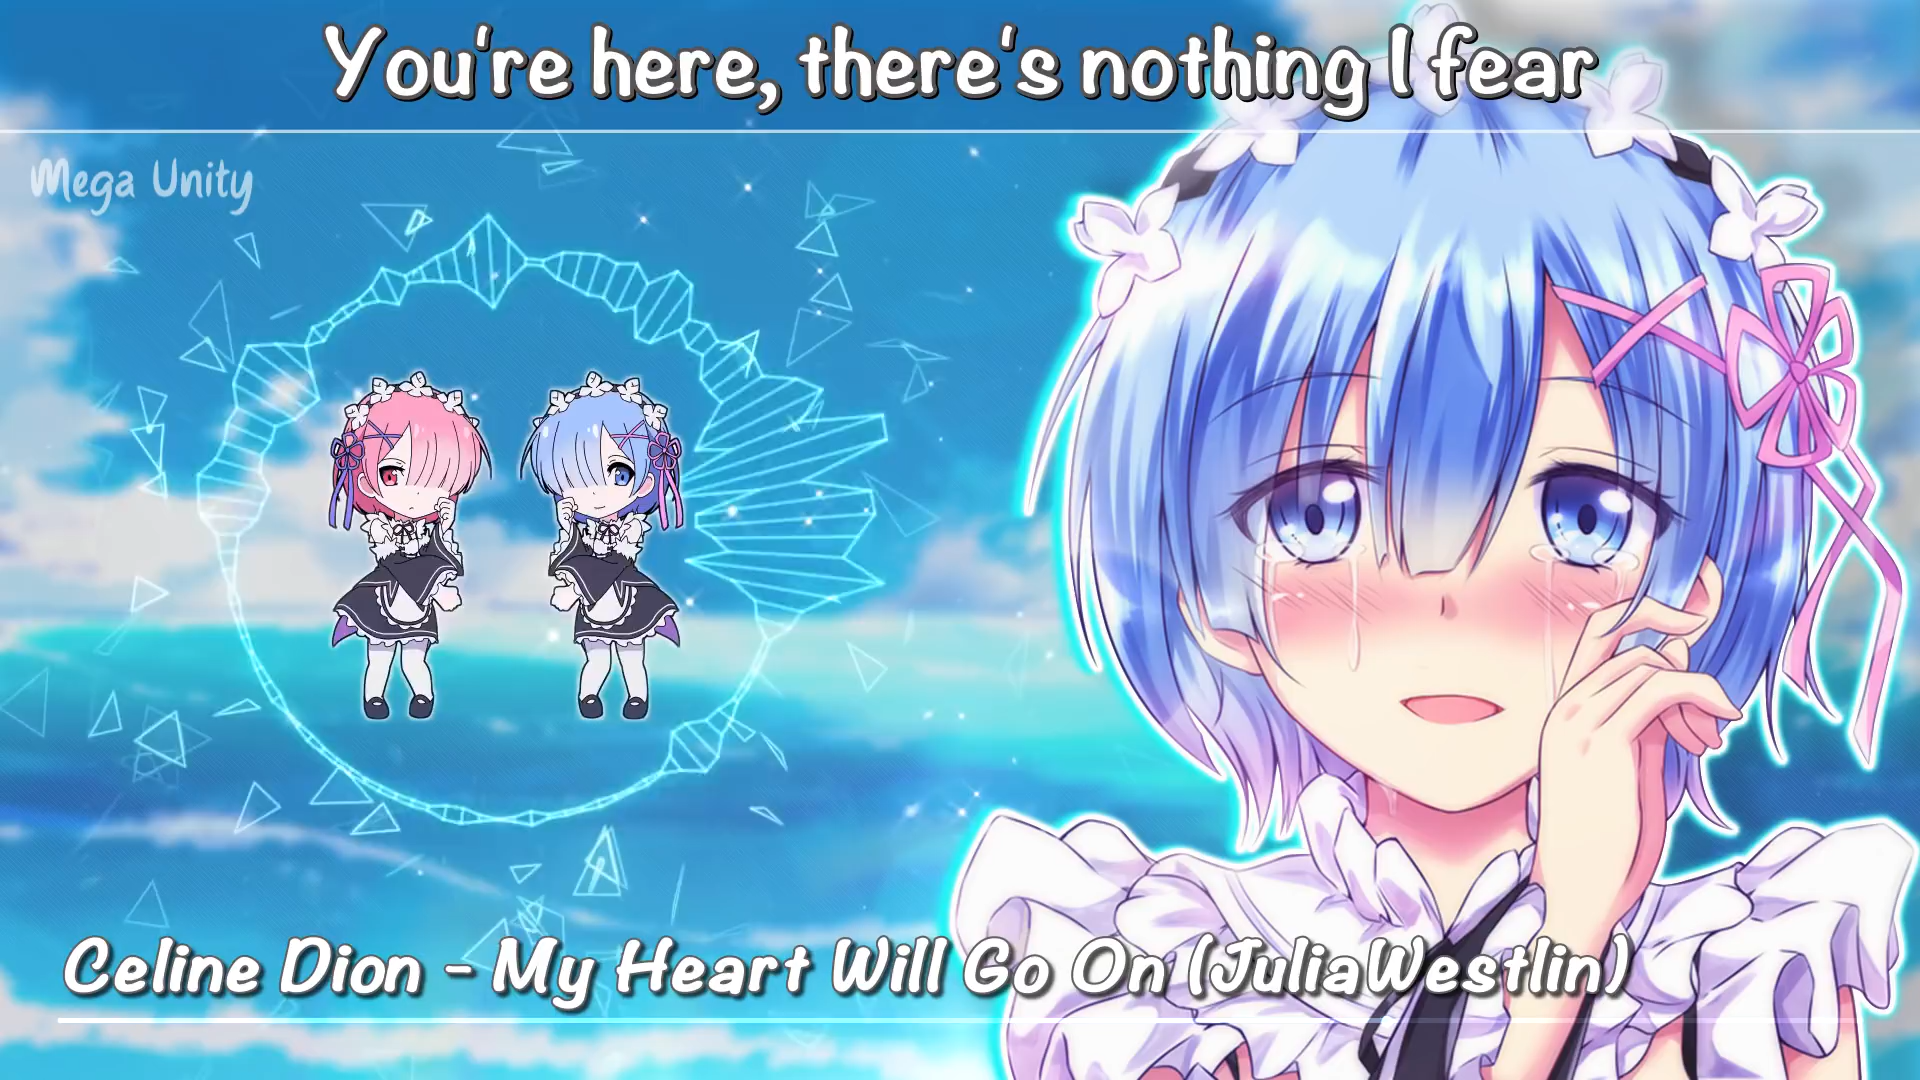 You're here, there's nothing I fear
Mega Unity
Celine Dion - My Heart Will Go On (JuliaWestlin)